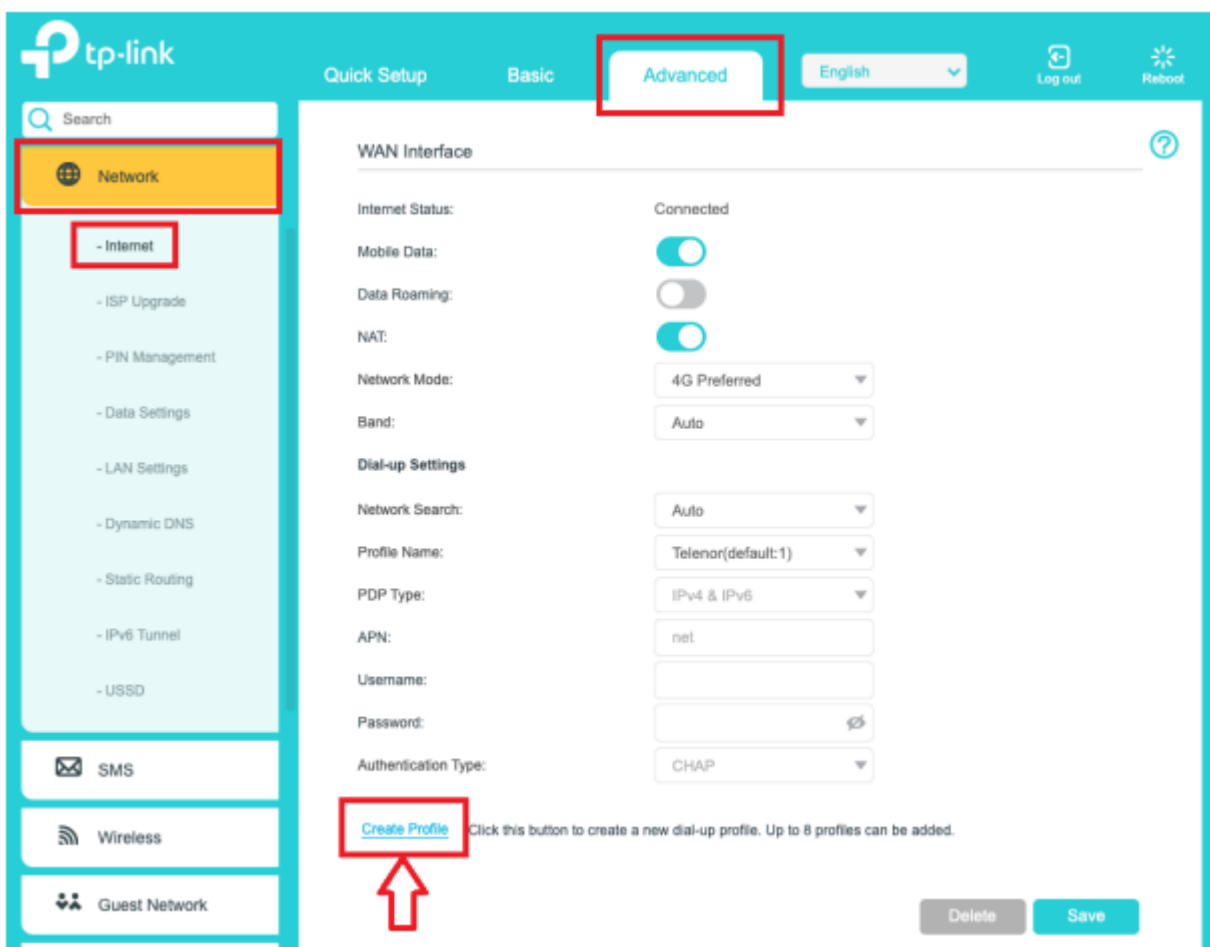 tp-link
Quick Setup
Basic
Advanced
English
Log out
Reboot
Search
Network
- Internet
- ISP Upgrade
- PIN Management
- Data Settings
- LAN Settings
- Dynamic DNS
- Static Routing
- IPv6 Tunnel
- USSD
SMS
Wireless
Guest Network
WAN Interface
?
Internet Status: Connected
Mobile Data:
Data Roaming:
NAT:
Network Mode: 4G Preferred
Band: Auto
Dial-up Settings
Network Search: Auto
Profile Name: Telenor(default:1)
PDP Type: IPv4 & IPv6
APN: net
Username:
Password:
Authentication Type: CHAP
Create Profile Click this button to create a new dial-up profile. Up to 8 profiles can be added.
Delete
Save